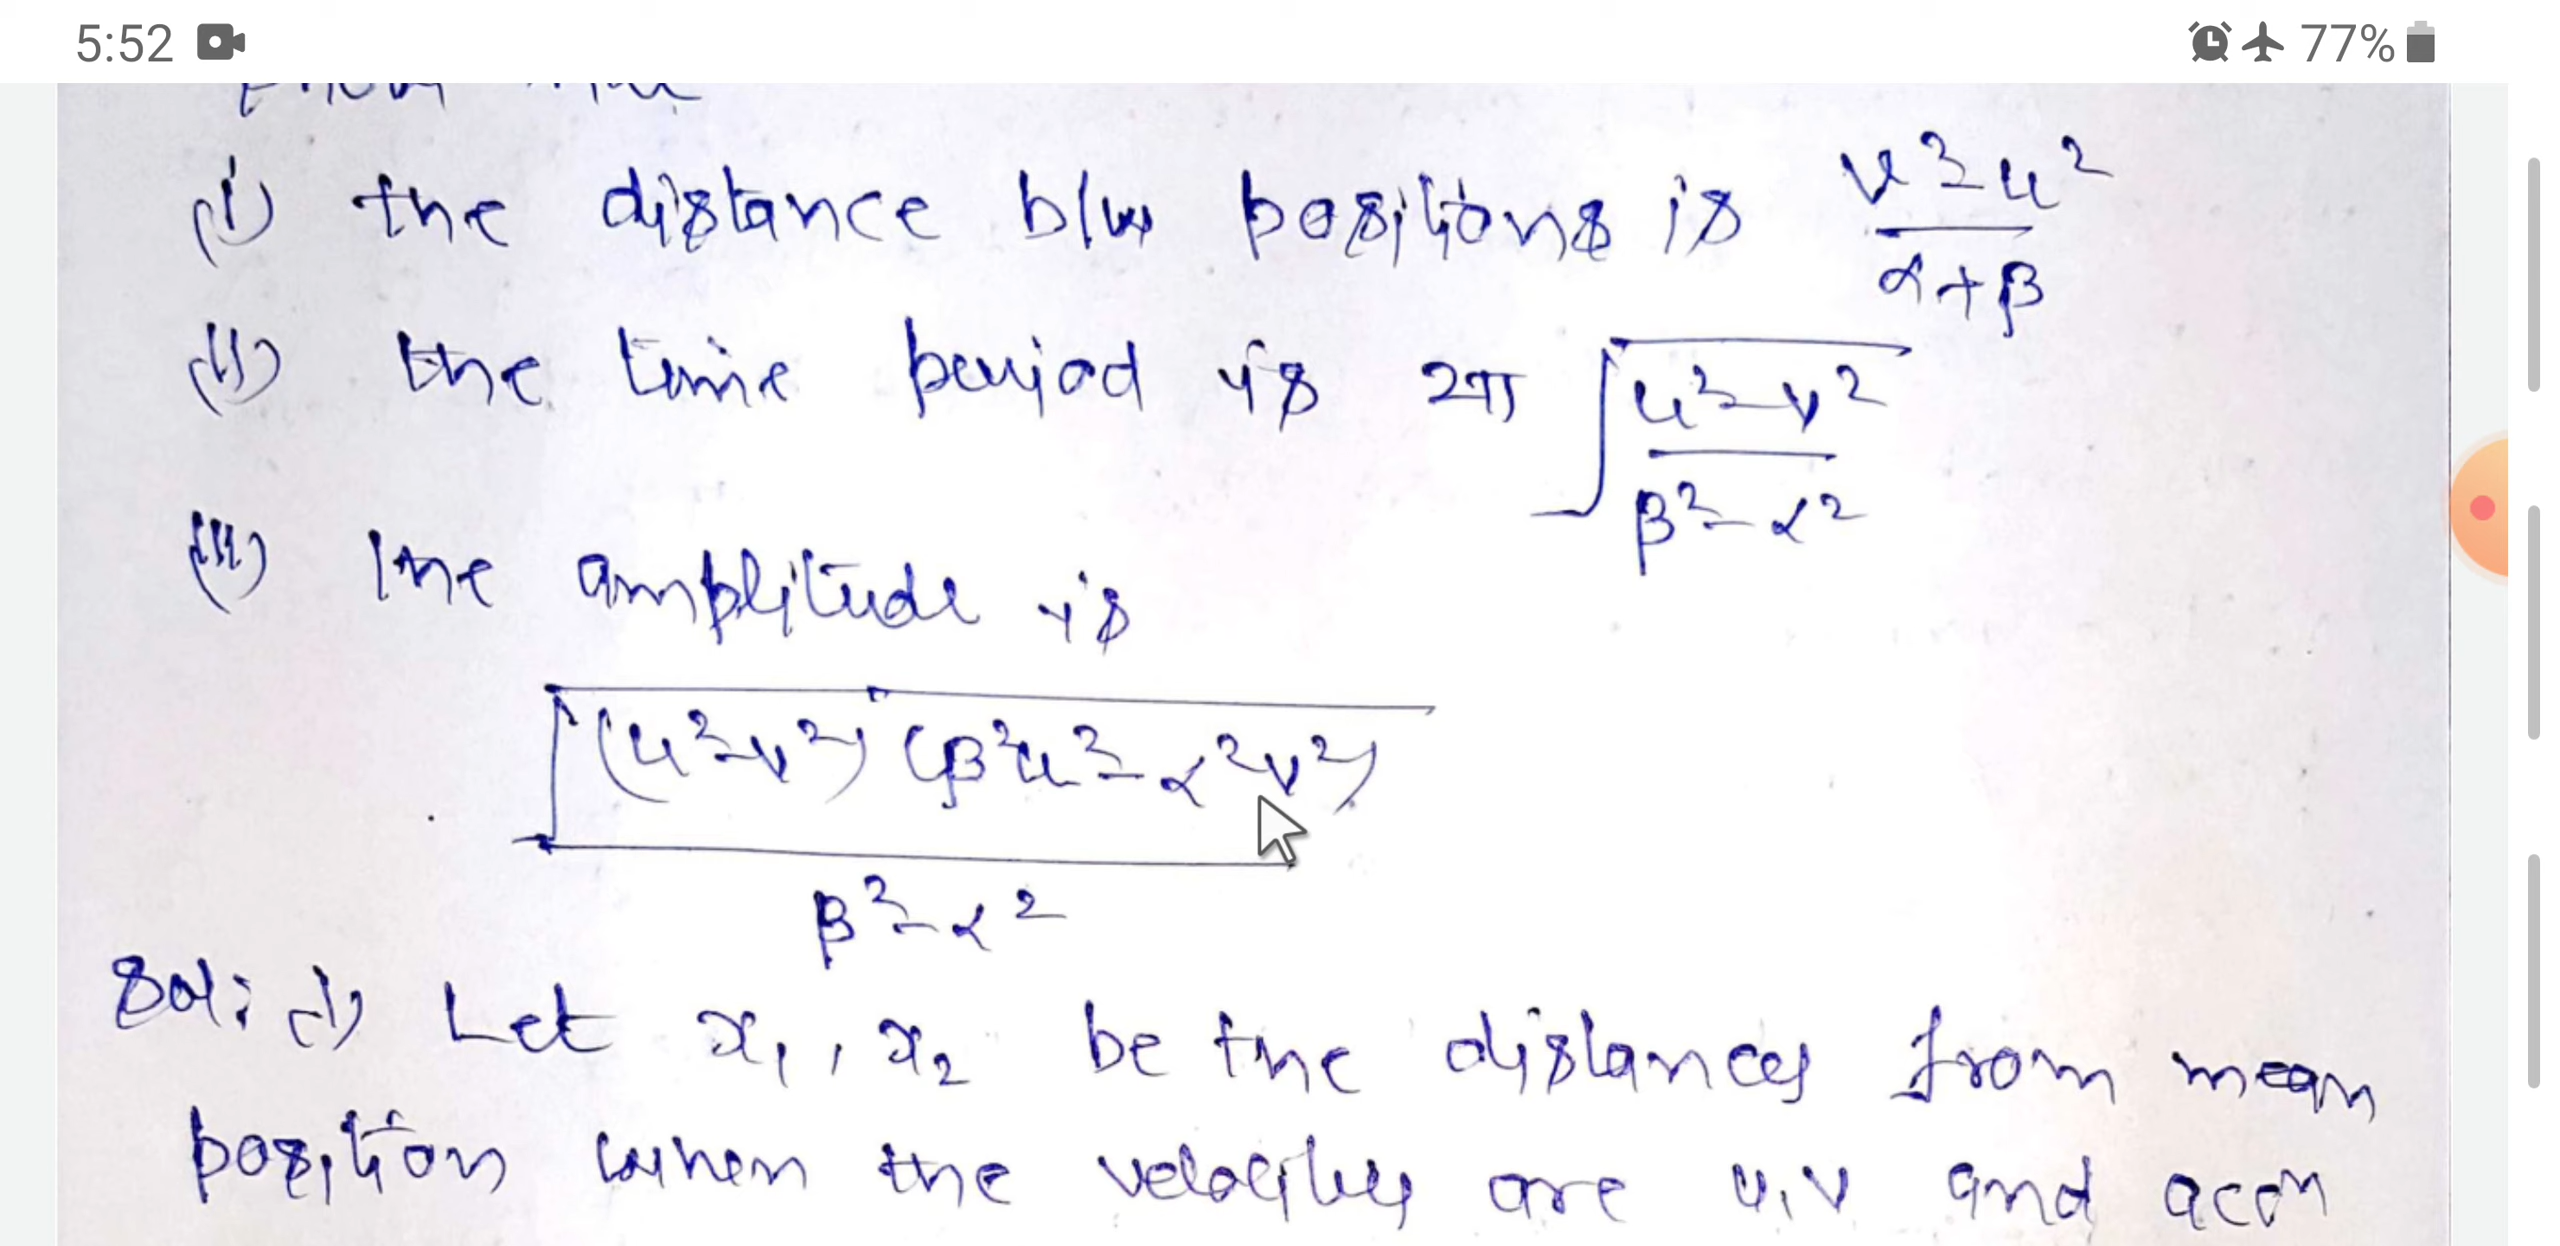 5:52 77%
(i) the distance b/w positions is v²-u² / α+β
(ii) the time period is 2π √(u²-v² / β²-α²)
(iii) the amplitude is
√((u²-v²) (β²u²-α²v²))
β²-α²
Sol: (i) Let x₁, x₂ be the distances from mean
position when the velocities are u,v and accn